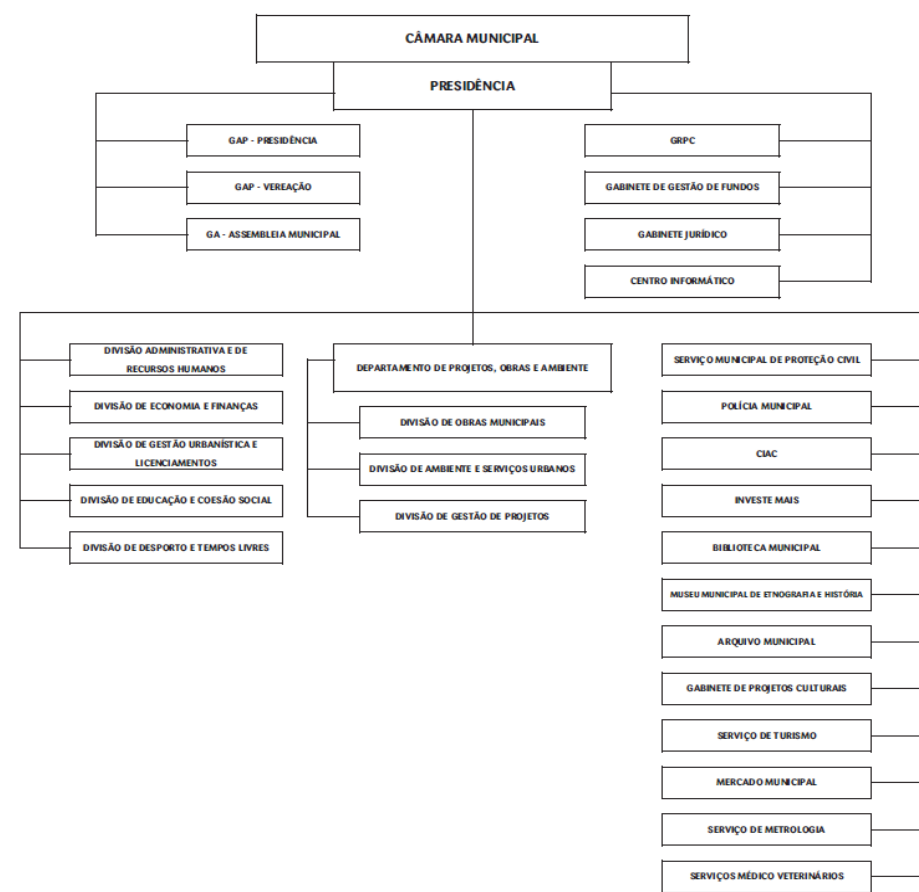 CÂMARA MUNICIPAL
PRESIDÊNCIA
GAP - PRESIDÊNCIA
GAP - VEREAÇÃO
GA - ASSEMBLEIA MUNICIPAL
GRPC
GABINETE DE GESTÃO DE FUNDOS
GABINETE JURÍDICO
CENTRO INFORMÁTICO
DIVISÃO ADMINISTRATIVA E DE
RECURSOS HUMANOS
DIVISÃO DE ECONOMIA E FINANÇAS
DIVISÃO DE GESTÃO URBANÍSTICA E
LICENCIAMENTOS
DIVISÃO DE EDUCAÇÃO E COESÃO SOCIAL
DIVISÃO DE DESPORTO E TEMPOS LIVRES
DEPARTAMENTO DE PROJETOS, OBRAS E AMBIENTE
DIVISÃO DE OBRAS MUNICIPAIS
DIVISÃO DE AMBIENTE E SERVIÇOS URBANOS
DIVISÃO DE GESTÃO DE PROJETOS
SERVIÇO MUNICIPAL DE PROTEÇÃO CIVIL
POLÍCIA MUNICIPAL
CIAC
INVESTE MAIS
BIBLIOTECA MUNICIPAL
MUSEU MUNICIPAL DE ETNOGRAFIA E HISTÓRIA
ARQUIVO MUNICIPAL
GABINETE DE PROJETOS CULTURAIS
SERVIÇO DE TURISMO
MERCADO MUNICIPAL
SERVIÇO DE METROLOGIA
SERVIÇOS MÉDICO VETERINÁRIOS